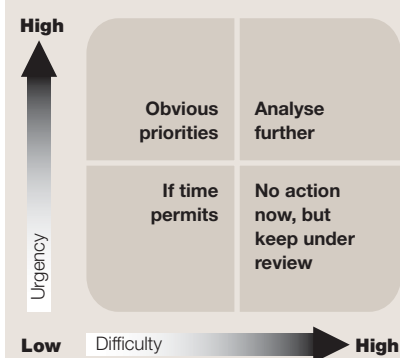 High
Obvious
priorities
Analyse
further
If time
permits
No action
now, but
keep under
review
Urgency
Low
Difficulty
High